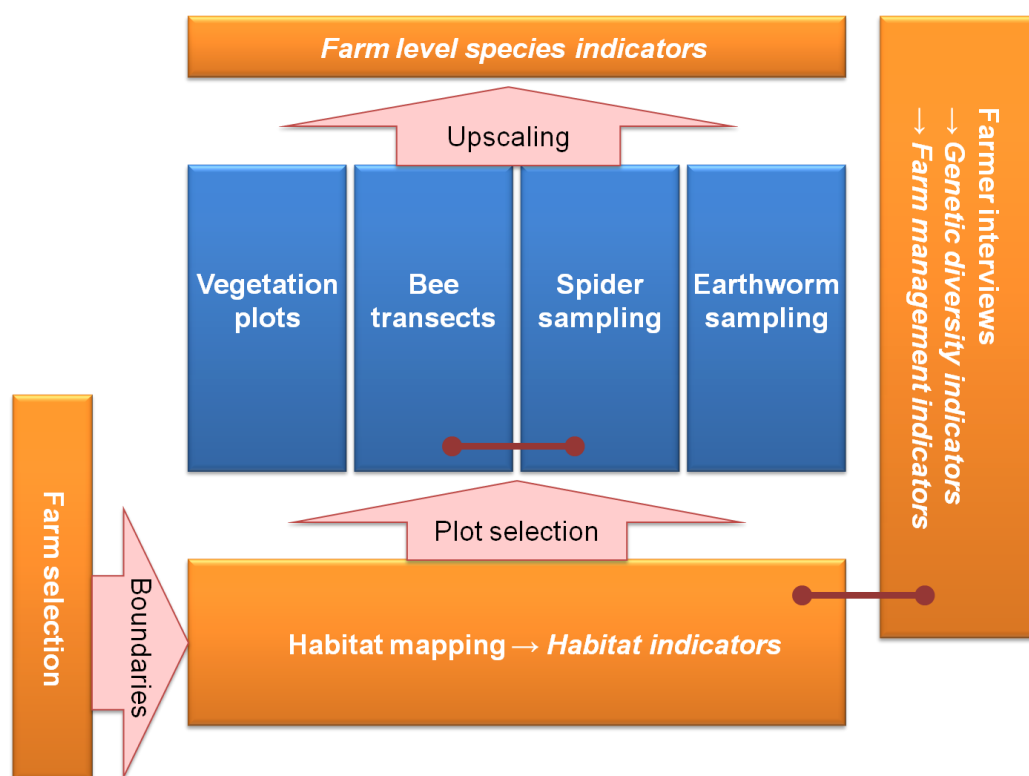 Farm level species indicators
Upscaling
Vegetation
plots
Bee
transects
Spider
sampling
Earthworm
sampling
Farmer interviews
→ Genetic diversity indicators
→ Farm management indicators
Plot selection
Farm selection
Boundaries
Habitat mapping → Habitat indicators